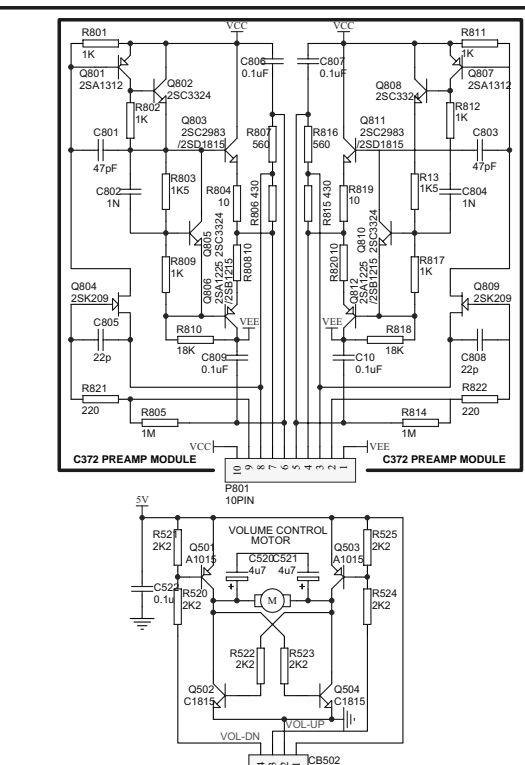 VCC
VCC
R801
1K
Q801
2SA1312
Q802
2SC3324
R802
1K
Q803
2SC2983
/2SD1815
C801
47pF
C802
1N
R803
1K5
R804
10
C806
0.1uF
R807
560
R806 430
Q805
2SC3324
R809
1K
Q806
2SA1225
/2SB1215
R808 10
Q804
2SK209
C805
22p
R810
18K
VEE
C809
0.1uF
R821
220
R805
1M
R811
1K
C807
0.1uF
Q808
2SC3324
Q807
2SA1312
R812
1K
Q811
2SC2983
/2SD1815
C803
47pF
R816
560
R815 430
R819
10
R13
1K5
C804
1N
Q810
2SC3324
R820 10
Q812
2SA1225
/2SB1215
R817
1K
Q809
2SK209
VEE
R818
18K
C10
0.1uF
C808
22p
R822
220
R814
1M
VCC
10
9
8
7
6
5
4
3
2
1
VEE
C372 PREAMP MODULE
C372 PREAMP MODULE
P801
10PIN
5V
R521
2K2
Q501
A1015
VOLUME CONTROL
MOTOR
C520
4u7
+
C521
4u7
+
Q503
A1015
R525
2K2
C522
0.1u
R520
2K2
M
R524
2K2
R522
2K2
R523
2K2
Q502
C1815
Q504
C1815
VOL-UP
VOL-DN
4
3
2
1
CB502